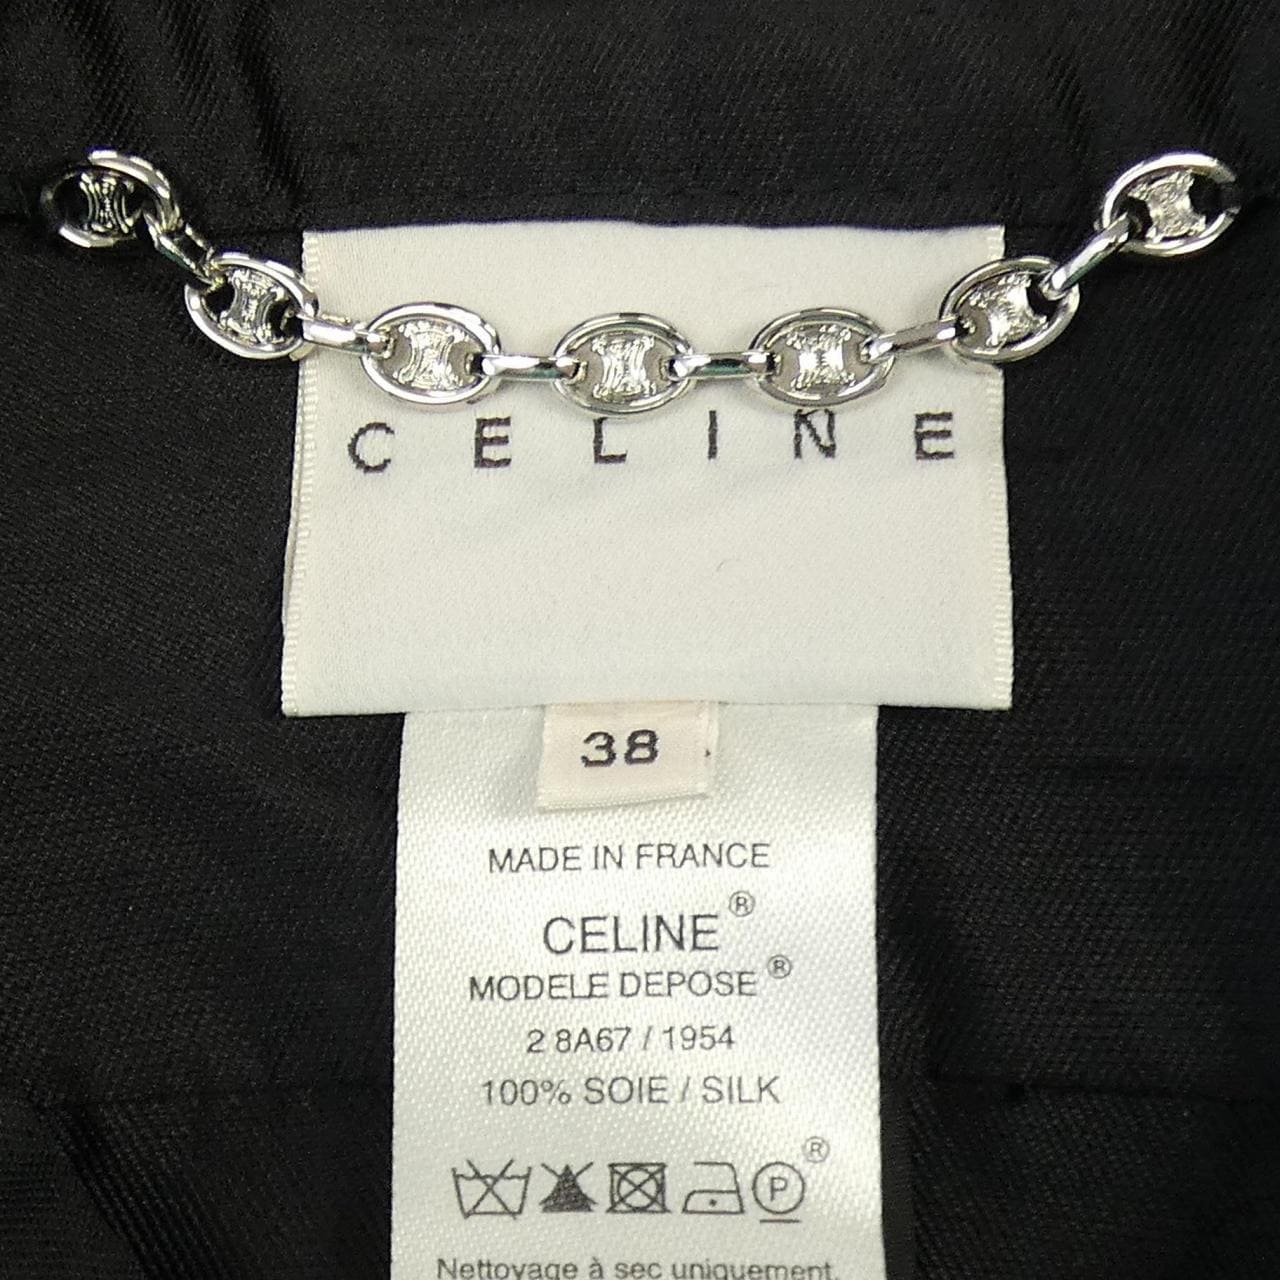 CELINE
38
MADE IN FRANCE
CELINE®
MODELE DEPOSE®
2 8A67 / 1954
100% SOIE / SILK
P ®
Nettoyage à sec uniquement.